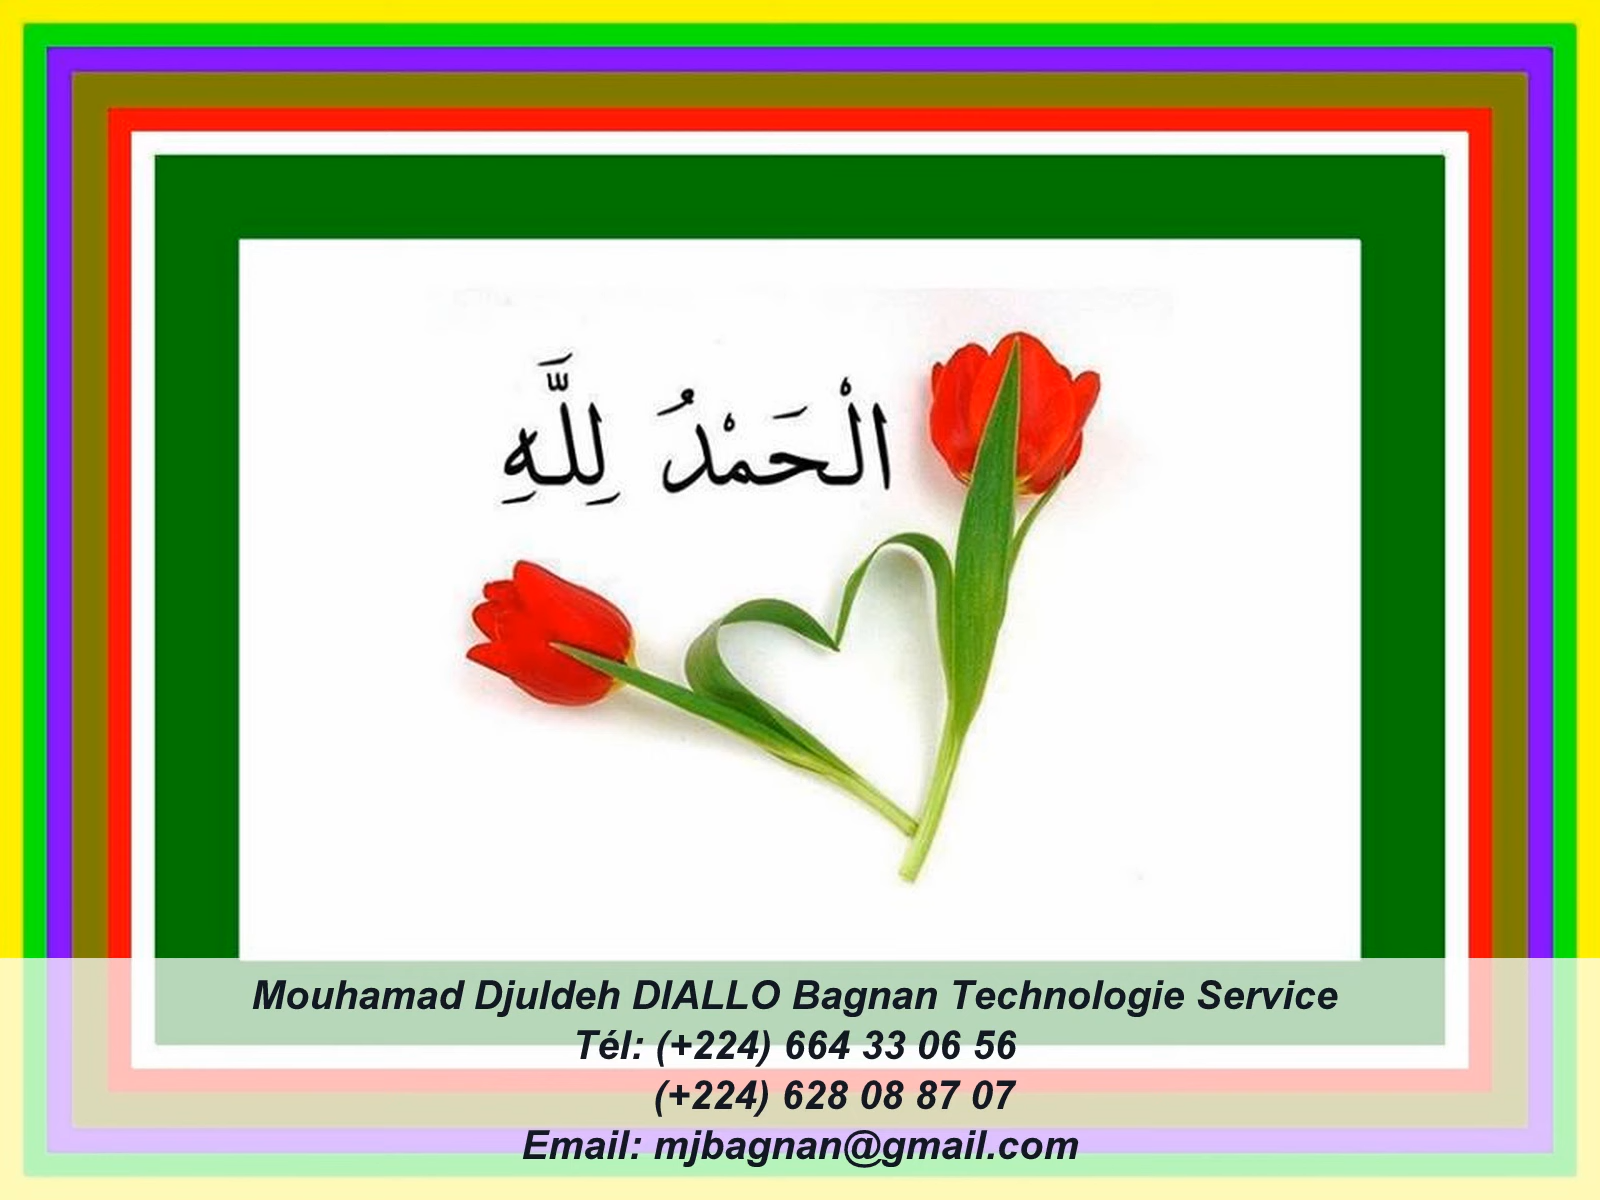 الْحَمْدُ لِلَّهِ
Mouhamad Djuldeh DIALLO Bagnan Technologie Service
Tél: (+224) 664 33 06 56
(+224) 628 08 87 07
Email: mjbagnan@gmail.com